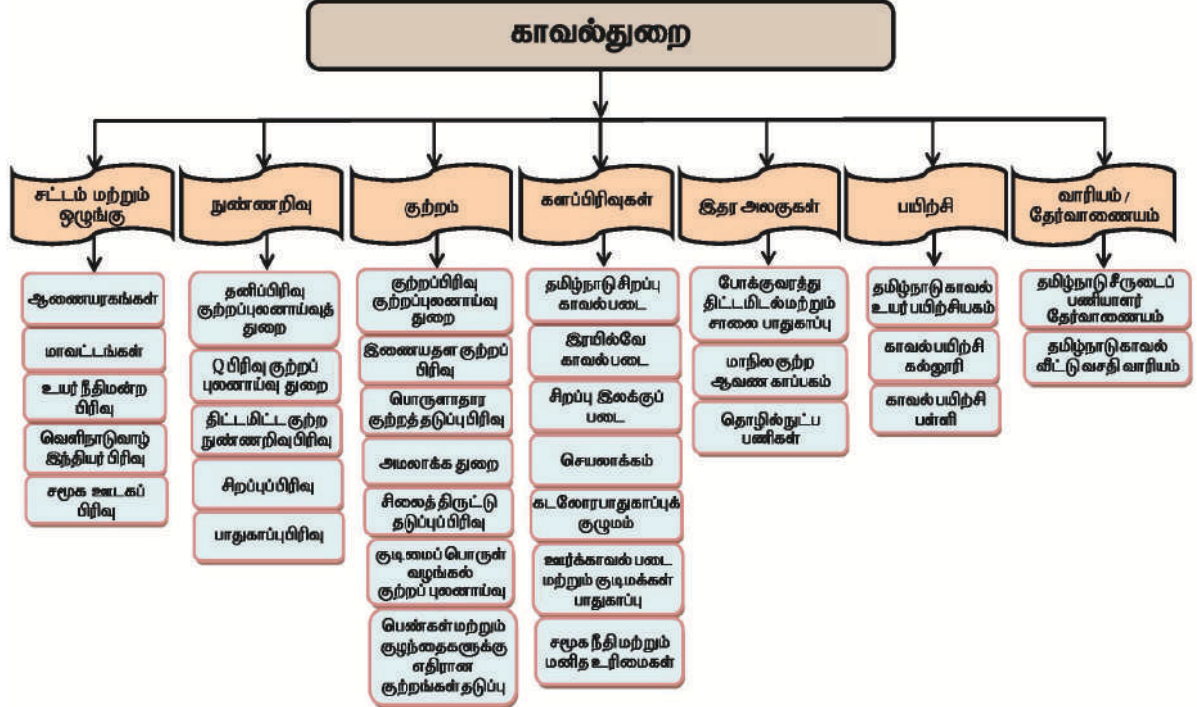 காவல்துறை
சட்டம் மற்றும்
ஒழுங்கு
ஆணையரகங்கள்
மாவட்டங்கள்
உயர் நீதிமன்ற
பிரிவு
வெளிநாடுவாழ்
இந்தியர் பிரிவு
சமூக ஊடகப்
பிரிவு
நுண்ணறிவு
தனிப்பிரிவு
குற்றப்புலனாய்வுத்
துறை
Q பிரிவு குற்றப்
புலனாய்வு துறை
திட்டமிட்ட குற்ற
நுண்ணறிவு பிரிவு
சிறப்புப்பிரிவு
பாதுகாப்புபிரிவு
குற்றம்
குற்றப்பிரிவு
குற்றப்புலனாய்வு
துறை
இணையதள குற்றப்
பிரிவு
பொருளாதார
குற்றத்தடுப்பு பிரிவு
அமலாக்க துறை
சிலைத் திருட்டு
தடுப்புப்பிரிவு
குடிமைப் பொருள்
வழங்கல்
குற்றப் புலனாய்வு
பெண்கள் மற்றும்
குழந்தைகளுக்கு
எதிரான
குற்றங்கள் தடுப்பு
களப்பிரிவுகள்
தமிழ்நாடு சிறப்பு
காவல் படை
இரயில்வே
காவல் படை
சிறப்பு இலக்குப்
படை
செயலாக்கம்
கடலோரபாதுகாப்புக்
குழுமம்
ஊர்க்காவல் படை
மற்றும் குடிமக்கள்
பாதுகாப்பு
சமூக நீதி மற்றும்
மனித உரிமைகள்
இதர அலகுகள்
போக்குவரத்து
திட்டமிடல் மற்றும்
சாலை பாதுகாப்பு
மாநில குற்ற
ஆவண காப்பகம்
தொழில்நுட்ப
பணிகள்
பயிற்சி
தமிழ்நாடு காவல்
உயர் பயிற்சியகம்
காவல் பயிற்சி
கல்லூரி
காவல் பயிற்சி
பள்ளி
வாரியம் /
தேர்வாணையம்
தமிழ்நாடு சீருடைப்
பணியாளர்
தேர்வாணையம்
தமிழ்நாடு காவல்
வீட்டு வசதி வாரியம்